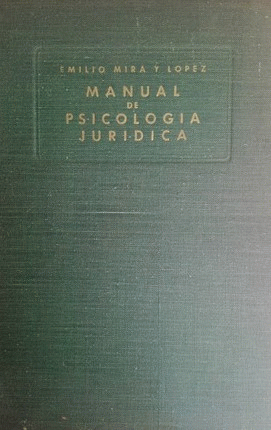 EMILIO MIRA Y LOPEZ
MANUAL
DE
PSICOLOGIA
JURIDICA